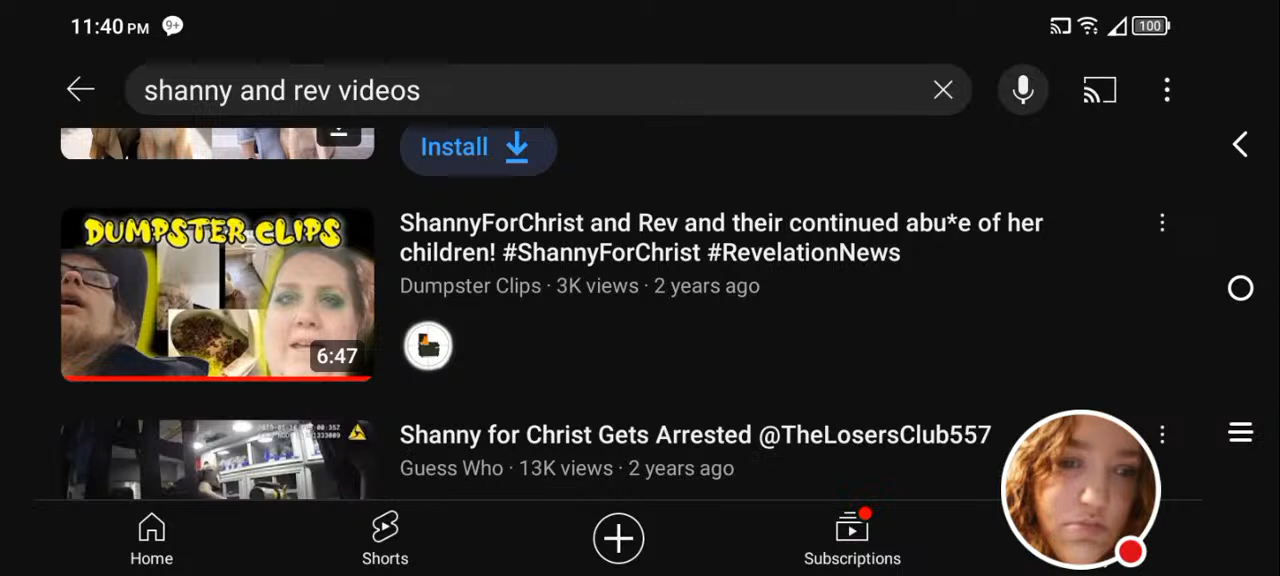 11:40 PM 9+ 100
shanny and rev videos
Install
DUMPSTER CLIPS
6:47
ShannyForChrist and Rev and their continued abu*e of her
children! #ShannyForChrist #RevelationNews
Dumpster Clips · 3K views · 2 years ago
Shanny for Christ Gets Arrested @TheLosersClub557
Guess Who · 13K views · 2 years ago
Home Shorts Subscriptions